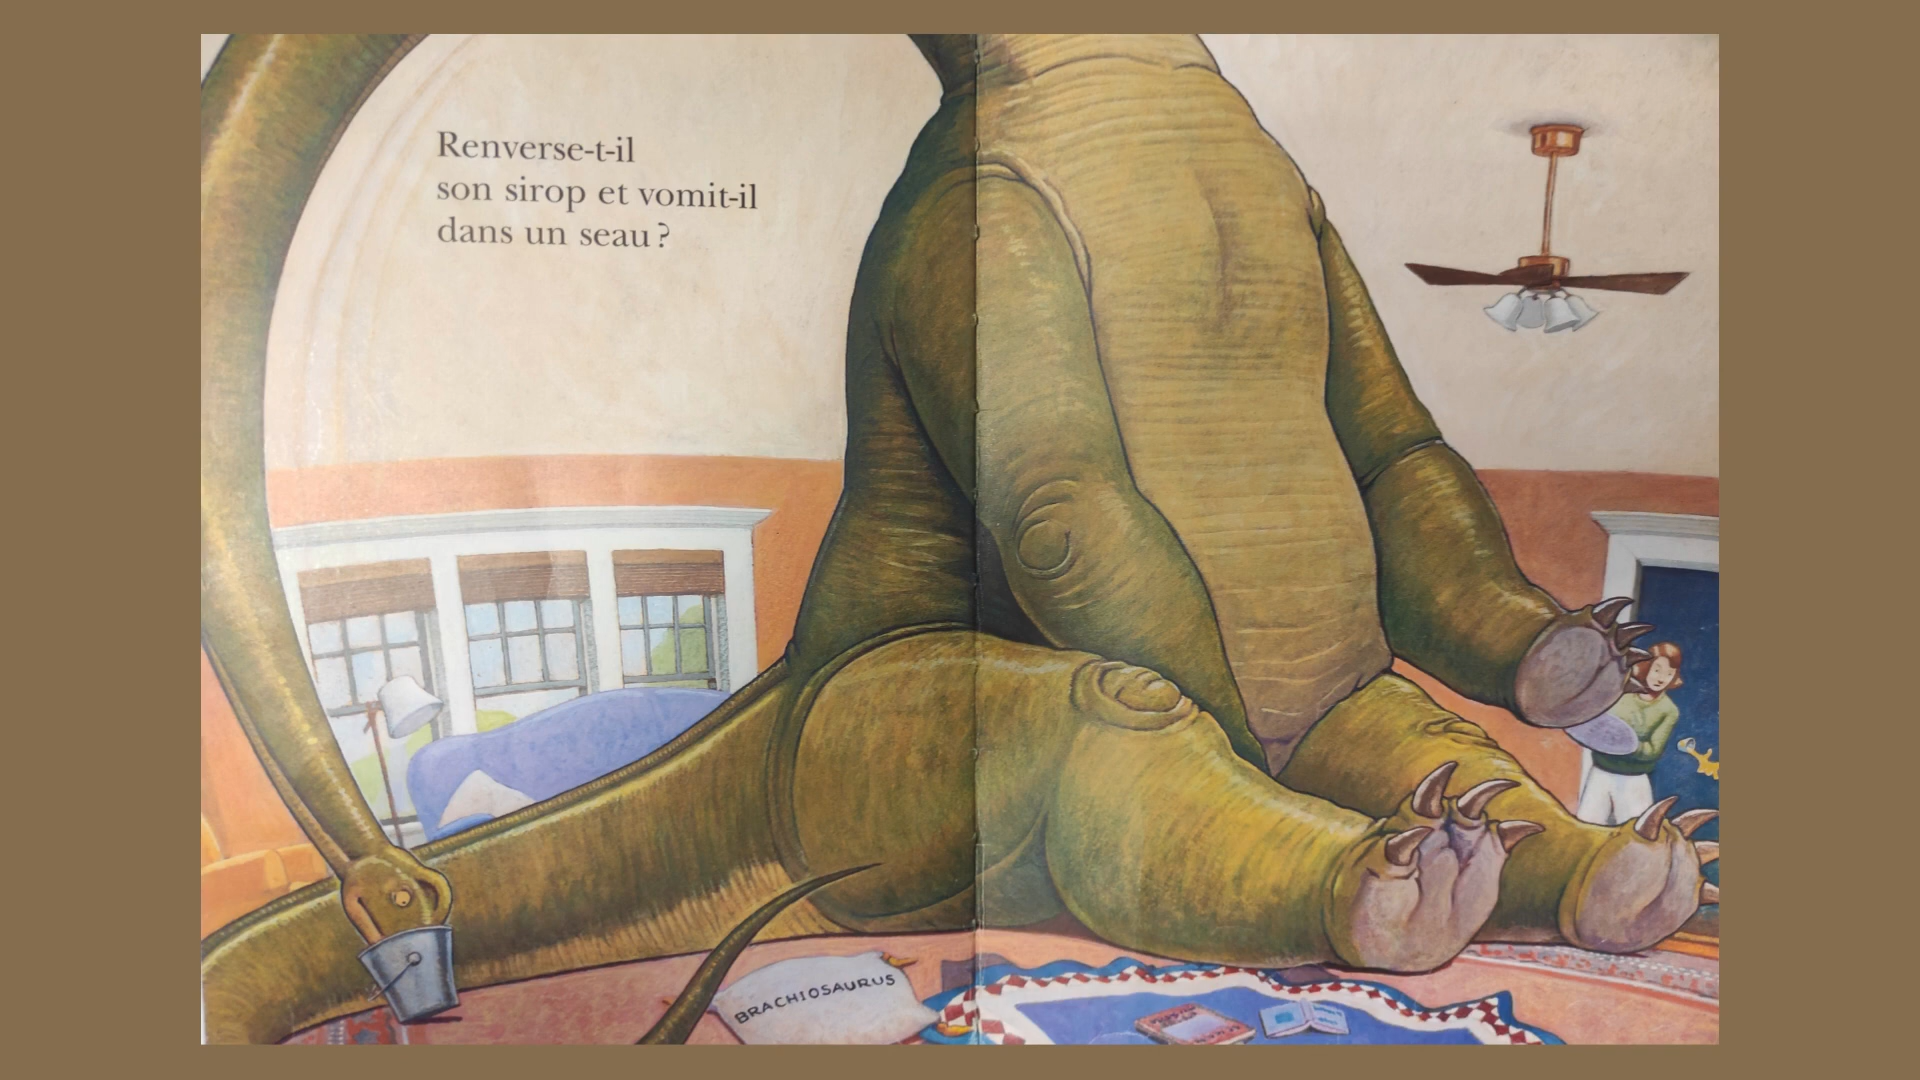 Renverse-t-il
son sirop et vomit-il
dans un seau ?
BRACHIOSAURUS